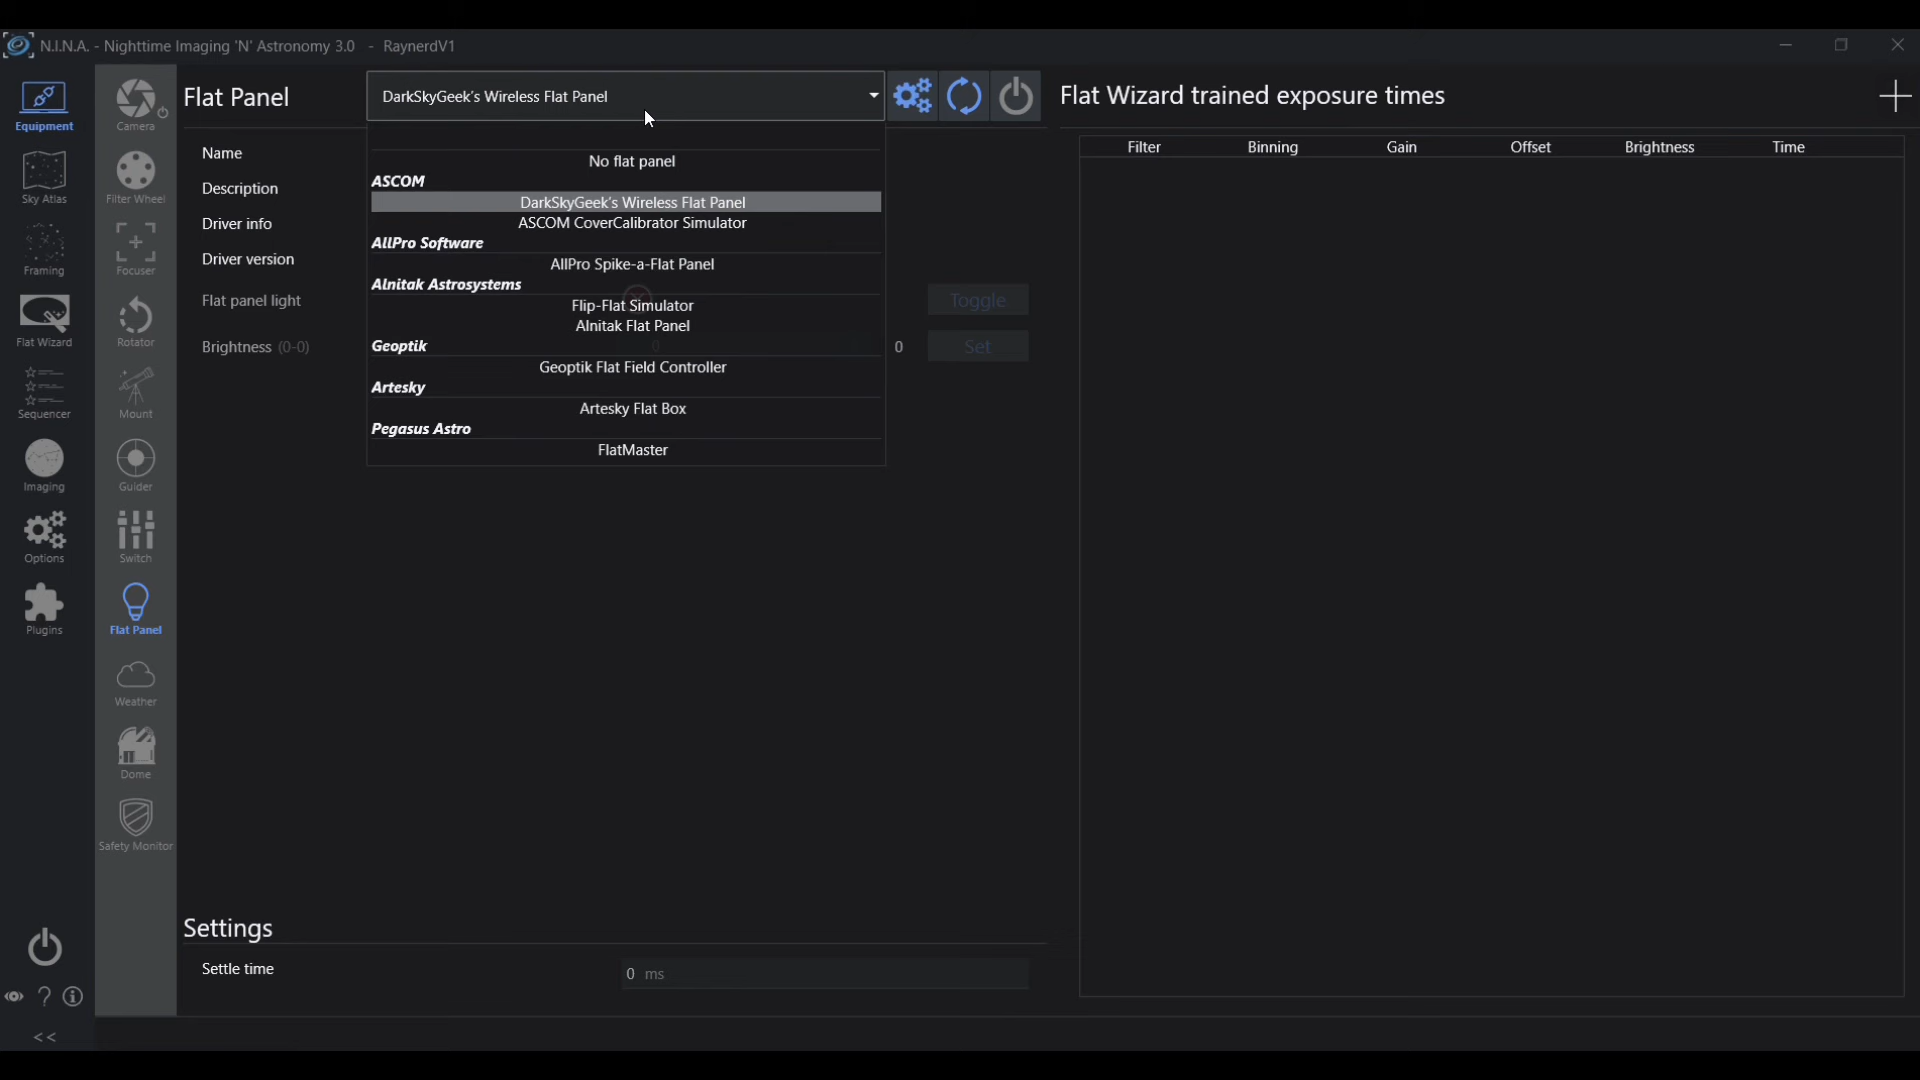 N.I.N.A. - Nighttime Imaging 'N' Astronomy 3.0 - RaynerdV1
Equipment
Sky Atlas
Framing
Flat Wizard
Sequencer
Imaging
Options
Plugins
<<
Camera
Filter Wheel
Focuser
Rotator
Mount
Guider
Switch
Flat Panel
Weather
Dome
Safety Monitor
Flat Panel
DarkSkyGeek's Wireless Flat Panel
Name
Description
Driver info
Driver version
Flat panel light
Brightness (0-0)
No flat panel
ASCOM
DarkSkyGeek's Wireless Flat Panel
ASCOM CoverCalibrator Simulator
AllPro Software
AllPro Spike-a-Flat Panel
Alnitak Astrosystems
Flip-Flat Simulator
Alnitak Flat Panel
Geoptik
Geoptik Flat Field Controller
Artesky
Artesky Flat Box
Pegasus Astro
FlatMaster
Toggle
0
0
Set
Settings
Settle time
0 ms
Flat Wizard trained exposure times
Filter Binning Gain Offset Brightness Time